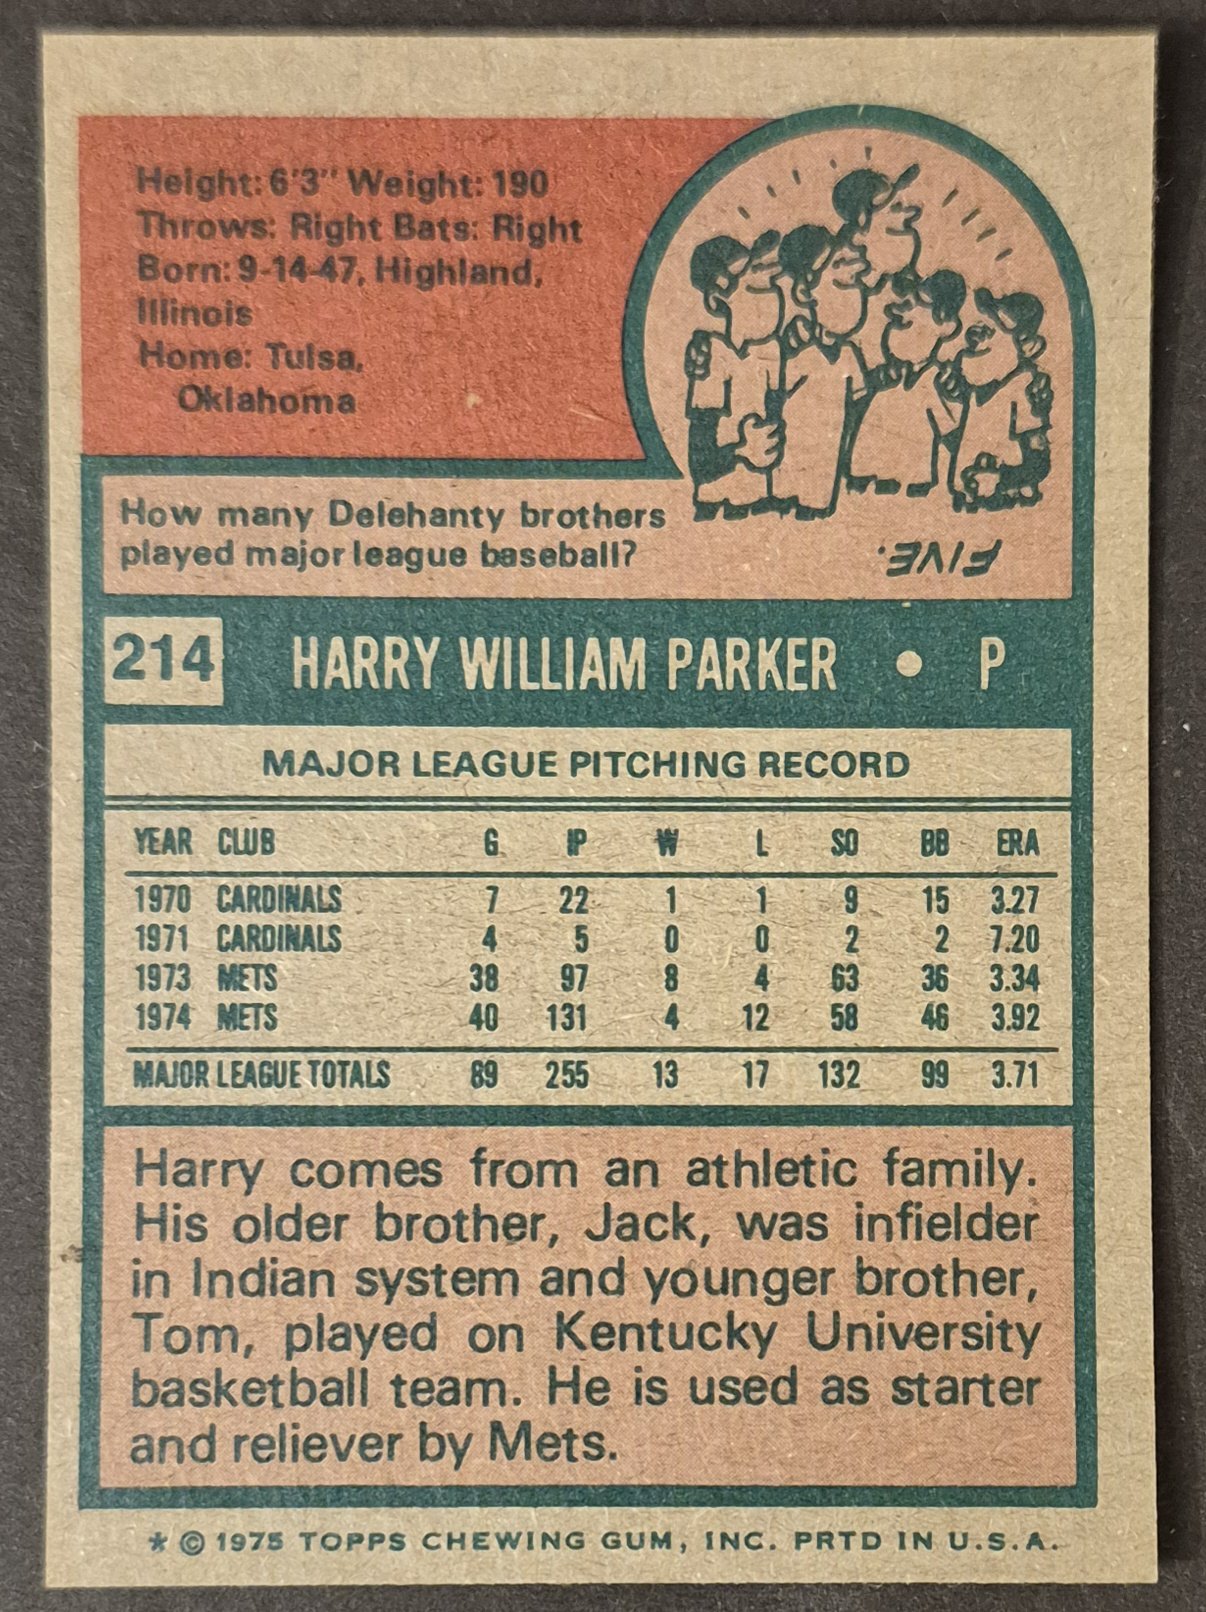 Height: 6'3" Weight: 190
Throws: Right Bats: Right
Born: 9-14-47, Highland,
Illinois
Home: Tulsa,
Oklahoma
How many Delehanty brothers
played major league baseball?
FIVE.
214 HARRY WILLIAM PARKER • P
MAJOR LEAGUE PITCHING RECORD
YEAR CLUB G IP W L SO BB ERA
1970 CARDINALS 7 22 1 1 9 15 3.27
1971 CARDINALS 4 5 0 0 2 2 7.20
1973 METS 38 97 8 4 63 36 3.34
1974 METS 40 131 4 12 58 46 3.92
MAJOR LEAGUE TOTALS 89 255 13 17 132 99 3.71
Harry comes from an athletic family.
His older brother, Jack, was infielder
in Indian system and younger brother,
Tom, played on Kentucky University
basketball team. He is used as starter
and reliever by Mets.
* © 1975 TOPPS CHEWING GUM, INC. PRTD IN U.S.A.